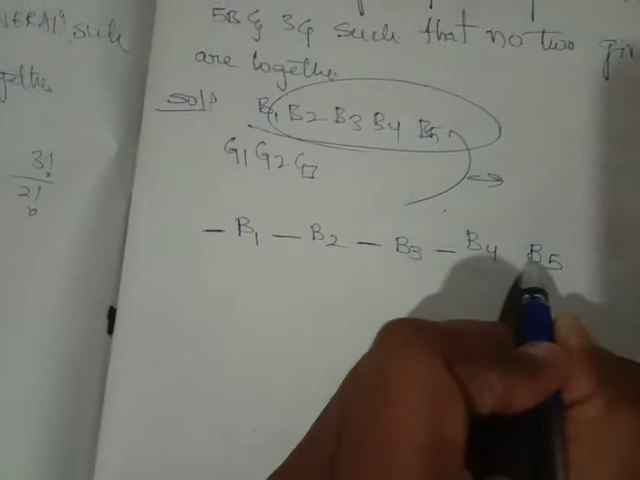 5B & 3G such that no two
are together
Soln B1 B2 B3 B4 B5
G1 G2 G3
— B1 — B2 — B3 — B4 B5
3!
2!